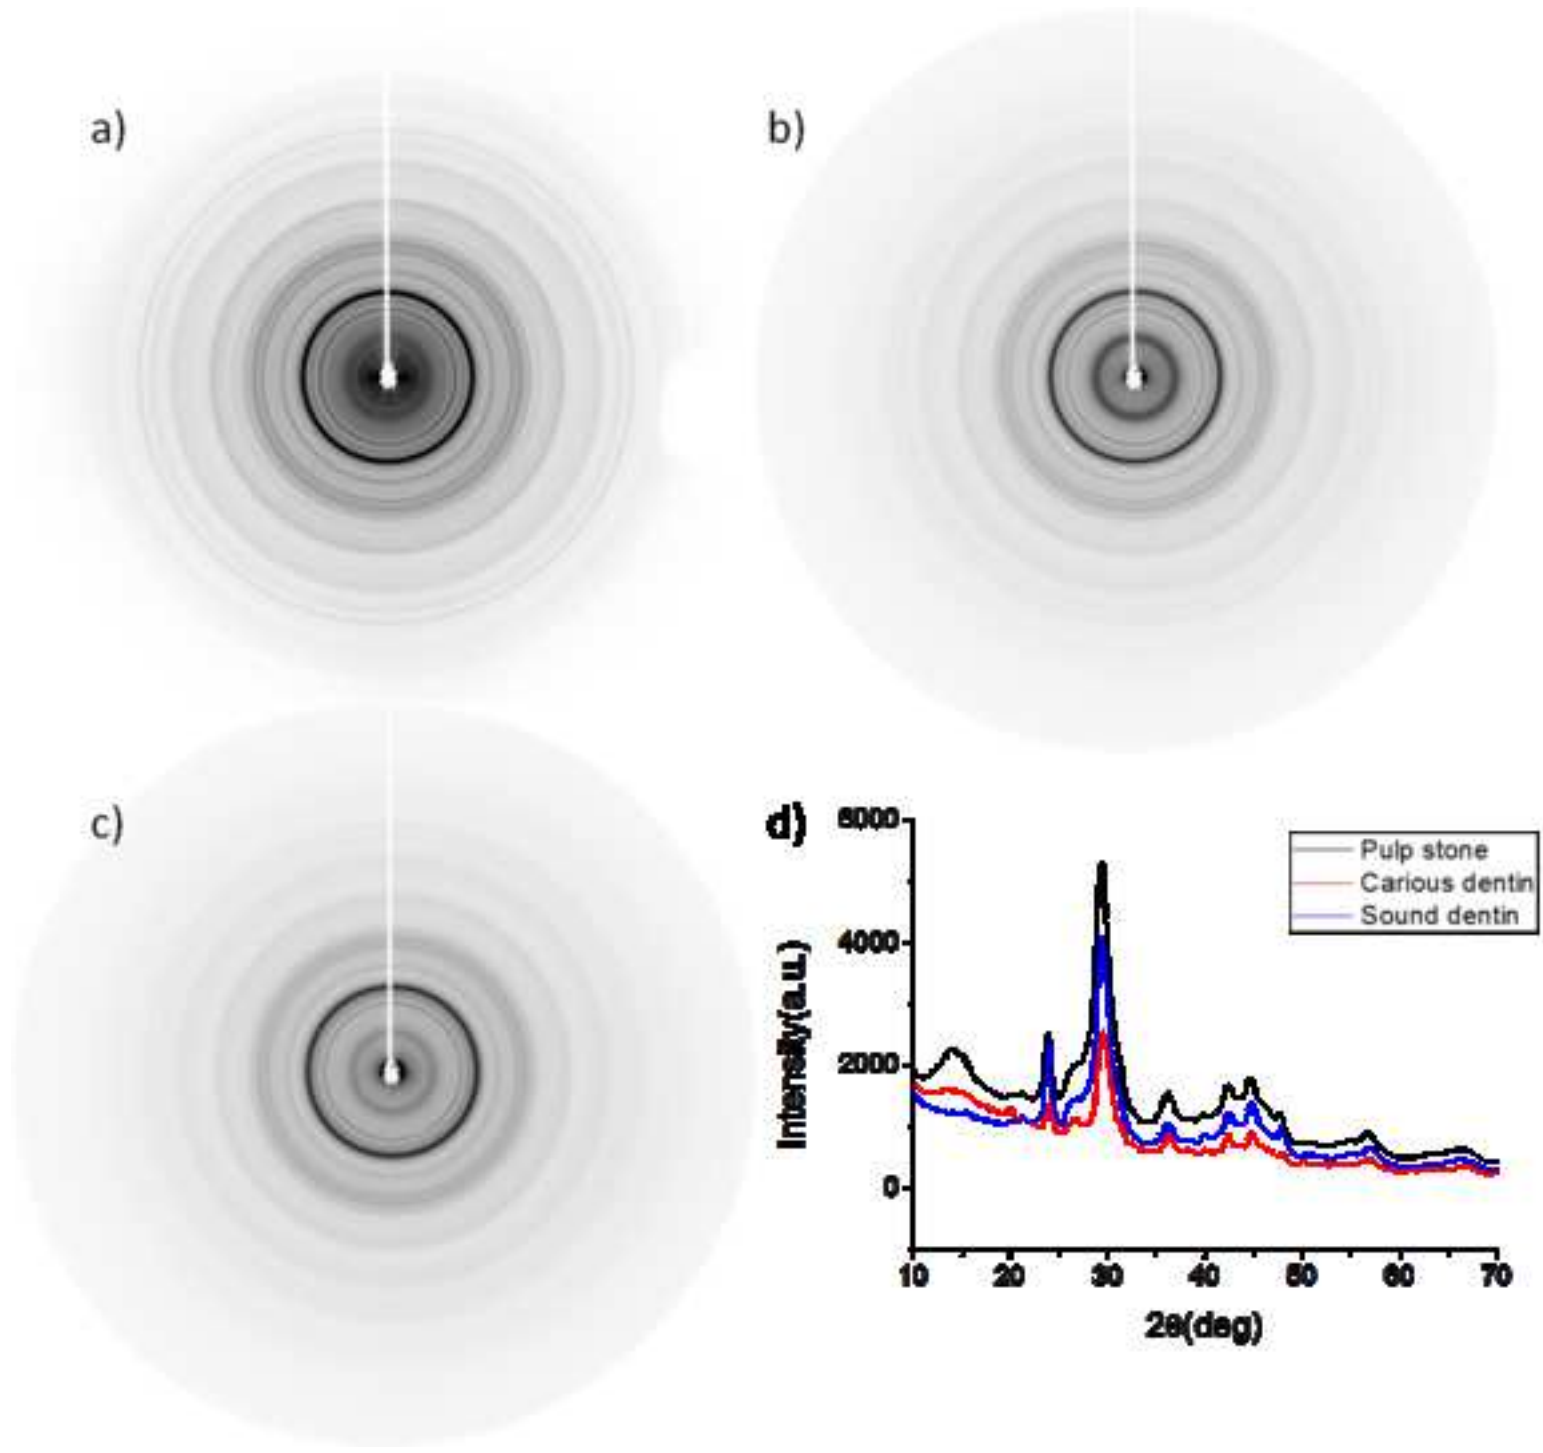 a)
b)
c)
d)
6000
4000
2000
0
Intensity(a.u.)
10 20 30 40 50 60 70
2θ(deg)
Pulp stone
Carious dentin
Sound dentin